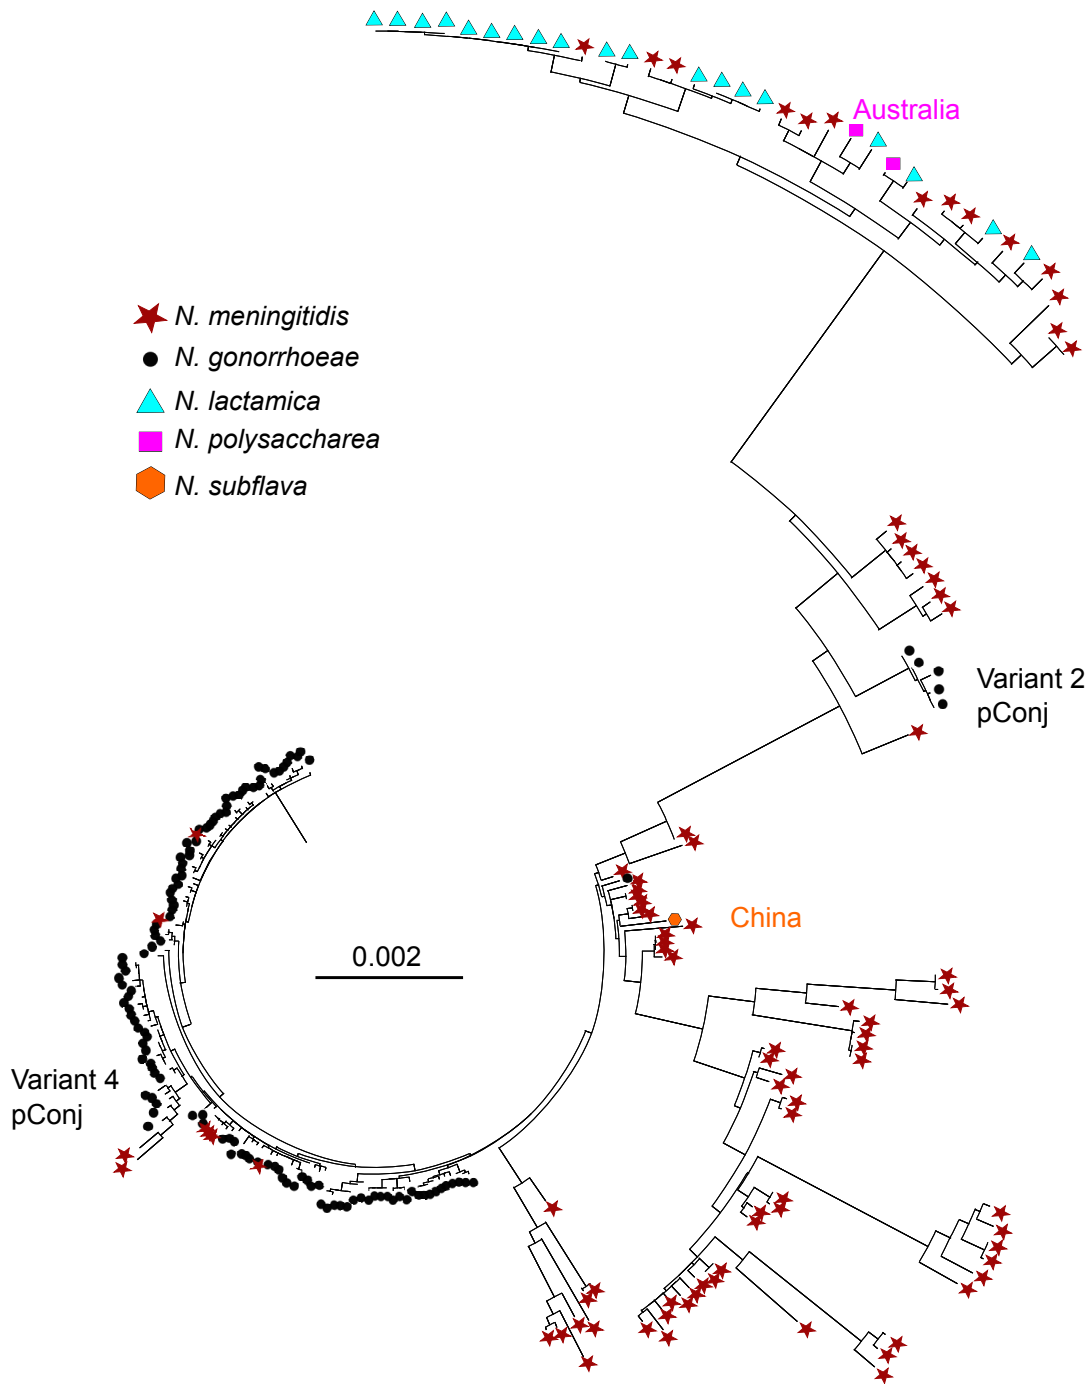 Australia
N. meningitidis
N. gonorrhoeae
N. lactamica
N. polysaccharea
N. subflava
Variant 2
pConj
China
0.002
Variant 4
pConj